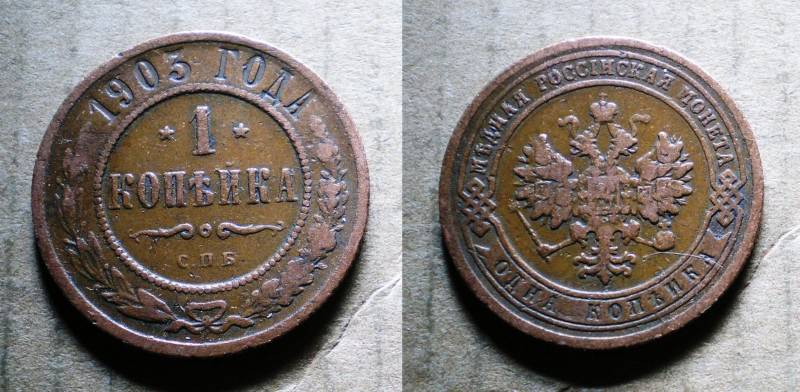 1903 ГОДА
* 1 *
КОПѢЙКА
С.П.Б.
МѢДНАЯ РОССІЙСКАЯ МОНЕТА
ОДНА КОПѢЙКА